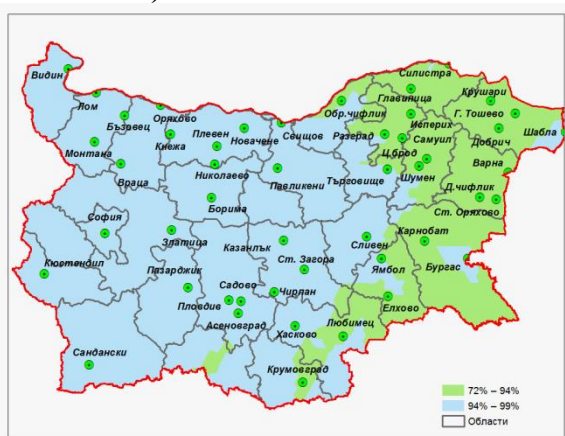 Видин
Лом
Бързовец
Оряхово
Кнежа
Плевен
Новачене
Свищов
Обр.чифлик
Главиница
Силистра
Крушари
Г. Тошево
Шабла
Разград
Исперих
Самуил
Добрич
Монтана
Враца
Николаево
Павликени
Търговище
Ц.брод
Шумен
Варна
Борима
Д.чифлик
Ст. Оряхово
София
Златица
Казанлък
Сливен
Карнобат
Кюстендил
Пазарджик
Ст. Загора
Ямбол
Бургас
Садово
Чирпан
Пловдив
Асеновград
Хасково
Любимец
Елхово
Сандански
Крумовград
72% – 94%
94% – 99%
Области